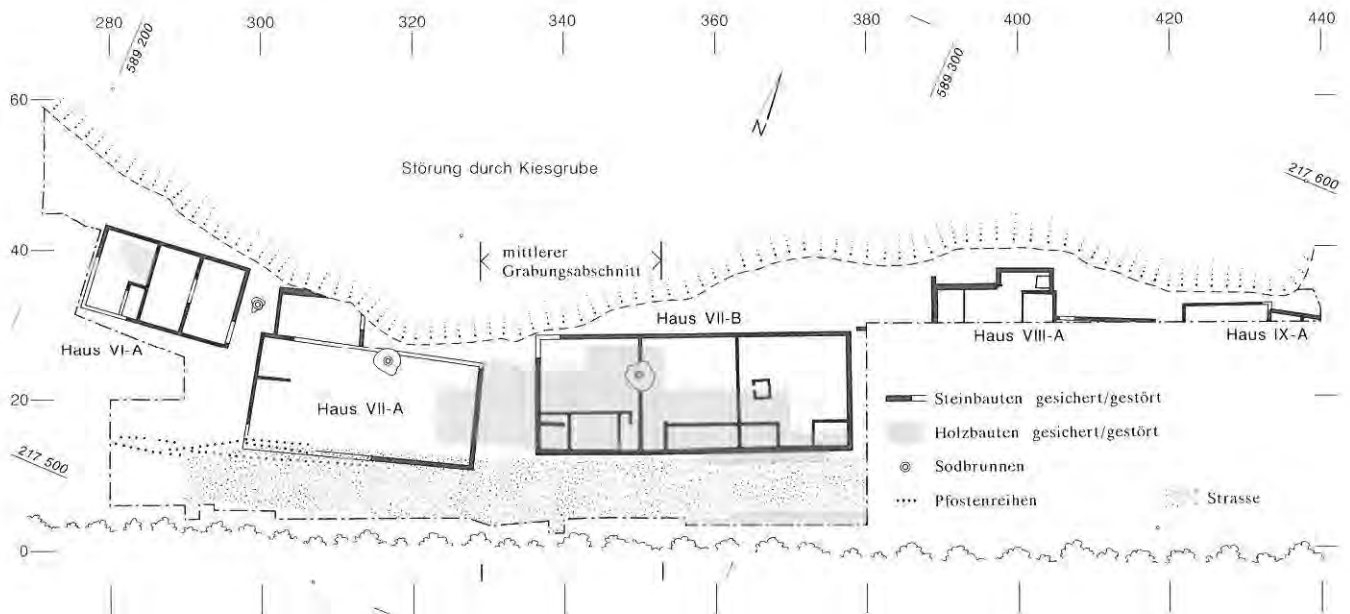 280 300 320 340 360 380 400 420 440
589 200
589 300
60
Störung durch Kiesgrube
217 600
40
mittlerer
Grabungsabschnitt
Haus VII-B
Haus VI-A
Haus VIII-A
Haus IX-A
20
Haus VII-A
Steinbauten gesichert/gestört
Holzbauten gesichert/gestört
217 500
Sodbrunnen
Pfostenreihen
Strasse
0
N